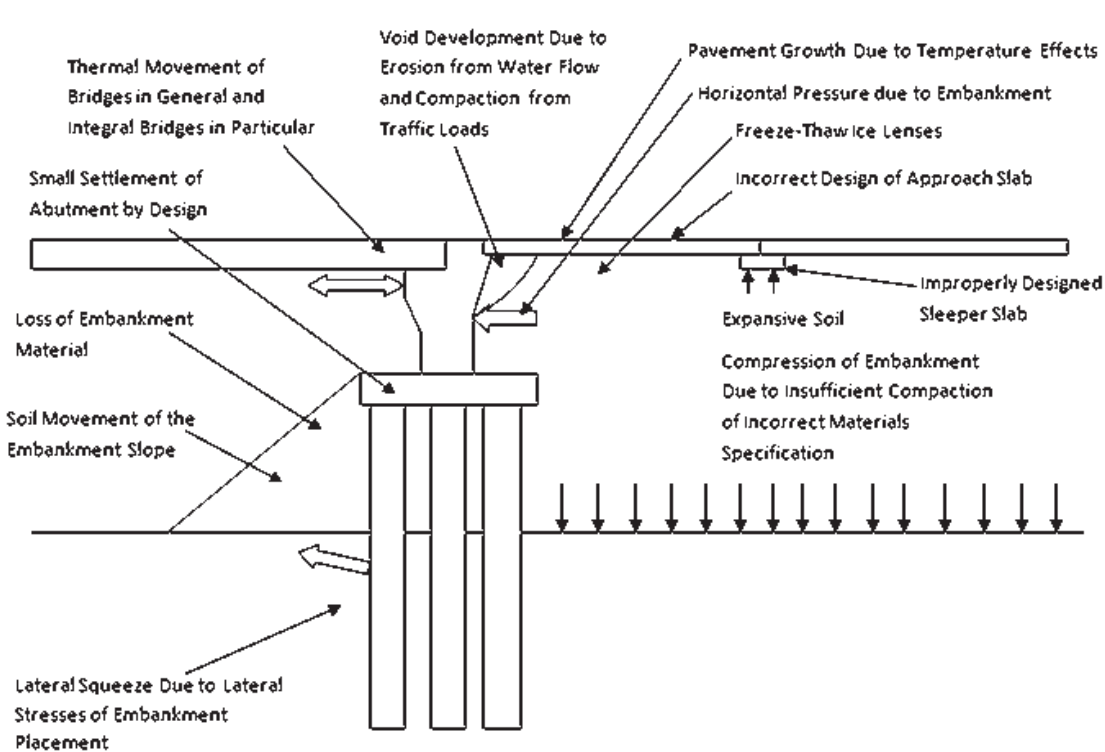 Void Development Due to
Erosion from Water Flow
and Compaction from
Traffic Loads
Thermal Movement of
Bridges in General and
Integral Bridges in Particular
Small Settlement of
Abutment by Design
Loss of Embankment
Material
Soil Movement of the
Embankment Slope
Lateral Squeeze Due to Lateral
Stresses of Embankment
Placement
Pavement Growth Due to Temperature Effects
Horizontal Pressure due to Embankment
Freeze-Thaw Ice Lenses
Incorrect Design of Approach Slab
Improperly Designed
Sleeper Slab
Expansive Soil
Compression of Embankment
Due to Insufficient Compaction
of Incorrect Materials
Specification